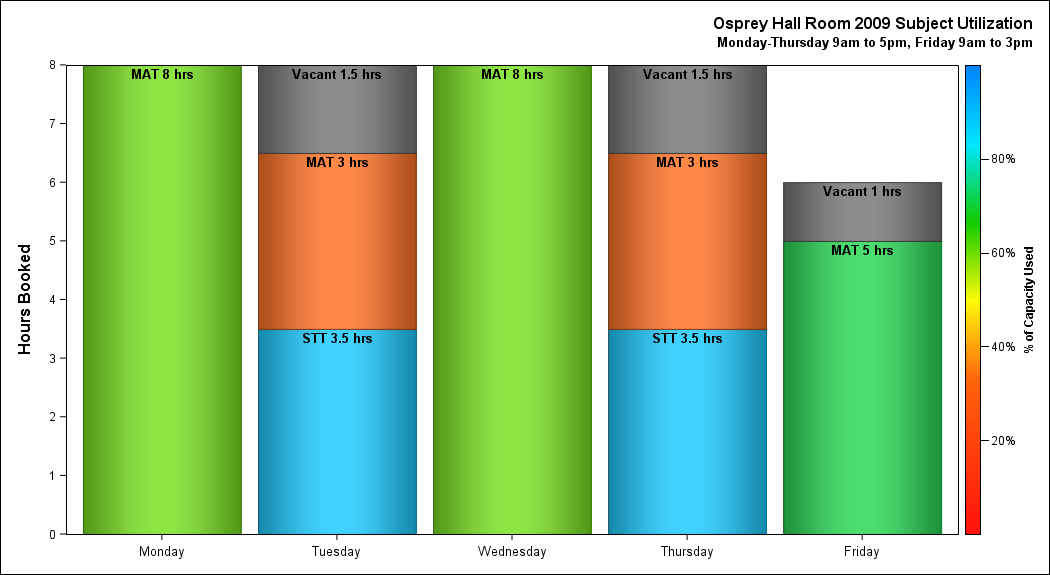 Osprey Hall Room 2009 Subject Utilization
Monday-Thursday 9am to 5pm, Friday 9am to 3pm
Hours Booked
8
7
6
5
4
3
2
1
0
MAT 8 hrs
Vacant 1.5 hrs
MAT 3 hrs
STT 3.5 hrs
MAT 8 hrs
Vacant 1.5 hrs
MAT 3 hrs
STT 3.5 hrs
Vacant 1 hrs
MAT 5 hrs
Monday
Tuesday
Wednesday
Thursday
Friday
80%
60%
40%
20%
% of Capacity Used